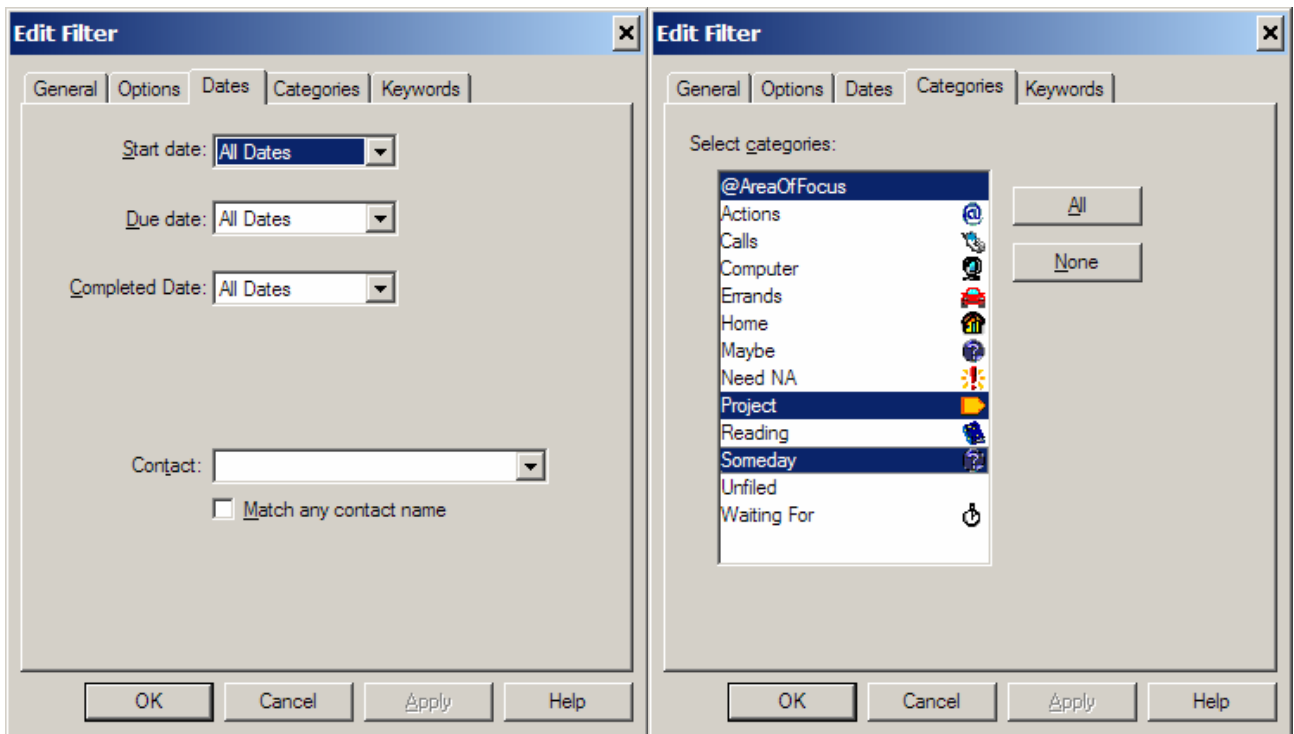 Edit Filter
General Options Dates Categories Keywords
Start date: All Dates
Due date: All Dates
Completed Date: All Dates
Contact:
Match any contact name
OK Cancel Apply Help
Edit Filter
General Options Dates Categories Keywords
Select categories:
@AreaOfFocus
Actions
Calls
Computer
Errands
Home
Maybe
Need NA
Project
Reading
Someday
Unfiled
Waiting For
All
None
OK Cancel Apply Help